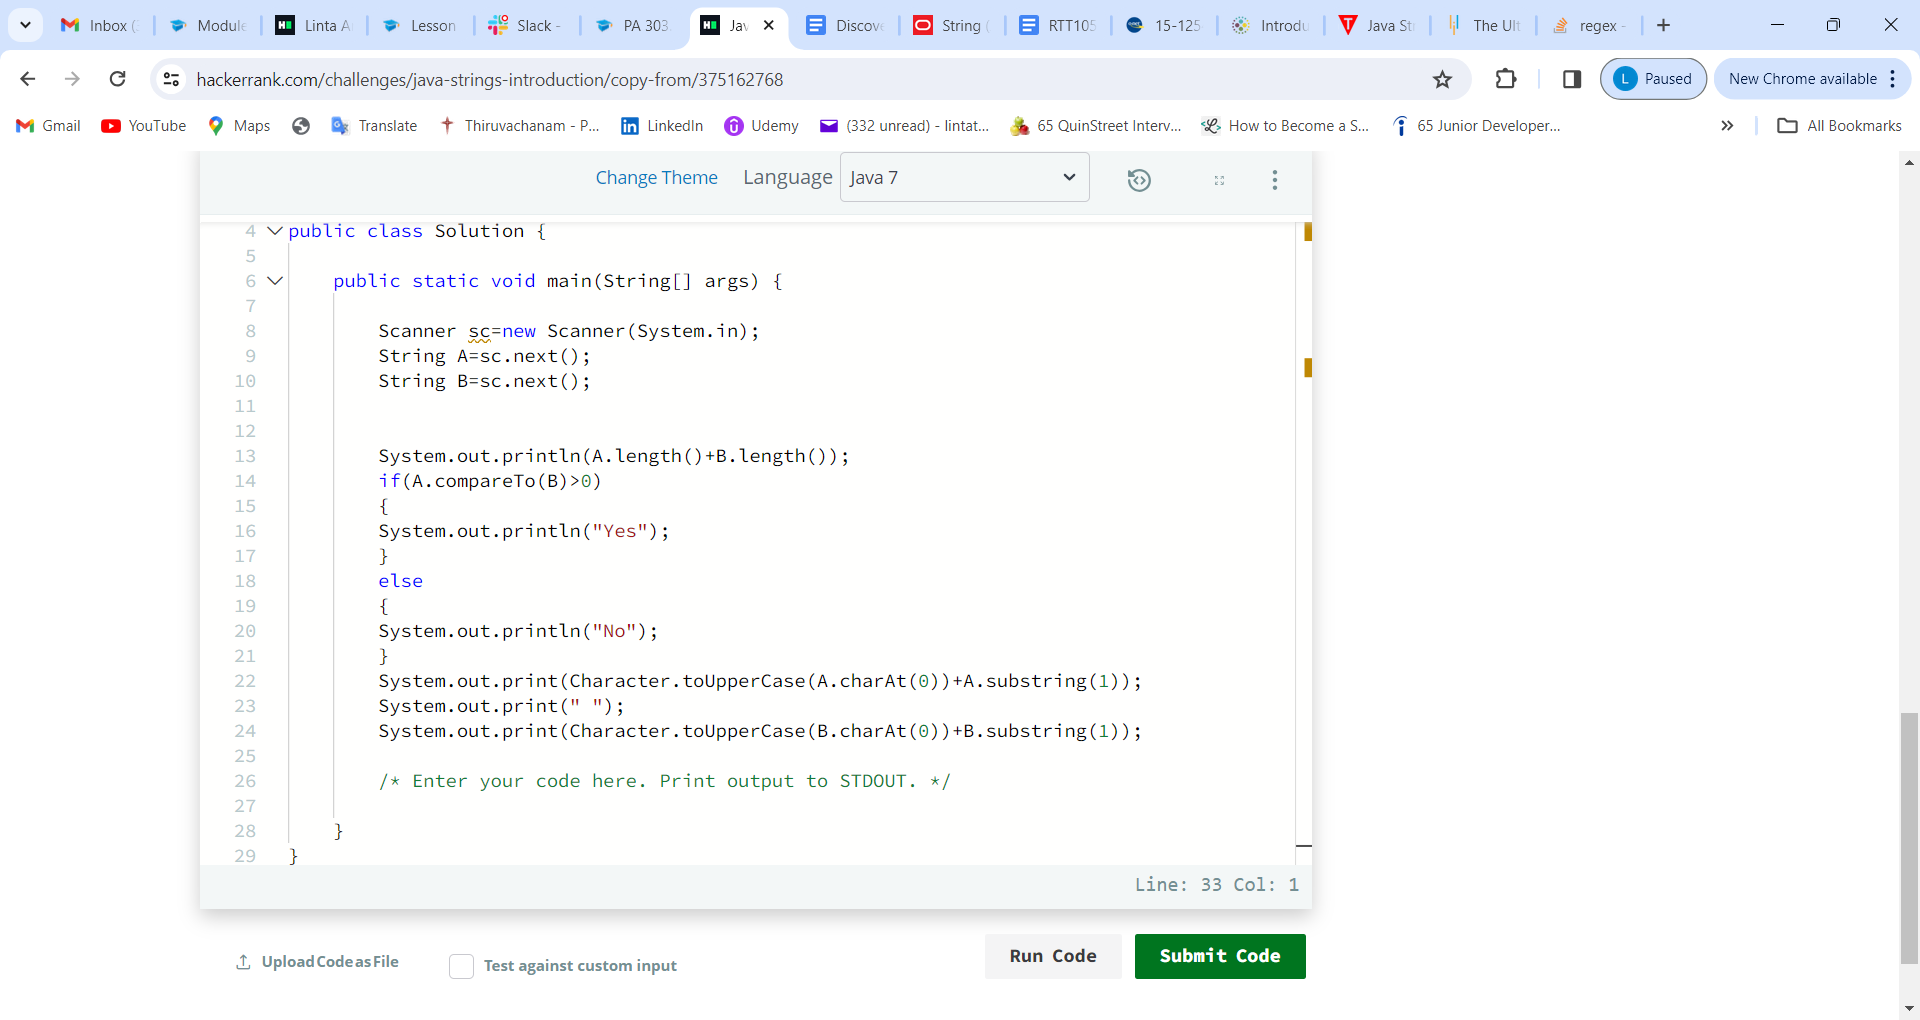 Inbox (
Module
Linta A
Lesson
Slack -
PA 303
Jav
Discove
String (
RTT105
15-125
Introdu
Java St
The Ult
regex -
hackerrank.com/challenges/java-strings-introduction/copy-from/375162768
L Paused
New Chrome available
Gmail
YouTube
Maps
Translate
Thiruvachanam - P...
LinkedIn
Udemy
(332 unread) - lintat...
65 QuinStreet Interv...
How to Become a S...
65 Junior Developer...
All Bookmarks
Change Theme Language Java 7
4 public class Solution {
5
6 public static void main(String[] args) {
7
8 Scanner sc=new Scanner(System.in);
9 String A=sc.next();
10 String B=sc.next();
11
12
13 System.out.println(A.length()+B.length());
14 if(A.compareTo(B)>0)
15 {
16 System.out.println("Yes");
17 }
18 else
19 {
20 System.out.println("No");
21 }
22 System.out.print(Character.toUpperCase(A.charAt(0))+A.substring(1));
23 System.out.print(" ");
24 System.out.print(Character.toUpperCase(B.charAt(0))+B.substring(1));
25
26 /* Enter your code here. Print output to STDOUT. */
27
28 }
29 }
Line: 33 Col: 1
Upload Code as File
Test against custom input
Run Code
Submit Code